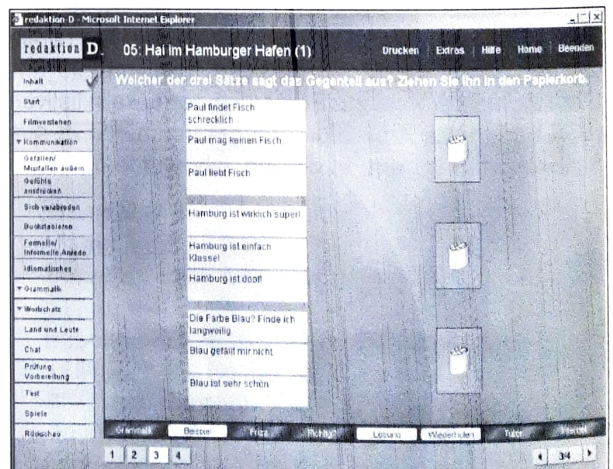 redaktion-D - Microsoft Internet Explorer
redaktion D. 05: Hai im Hamburger Hafen (1) Drucken Extras Hilfe Home Beenden
Welcher der drei Sätze sagt das Gegenteil aus? Ziehen Sie ihn in den Papierkorb.
Inhalt
Start
Filmverstehen
Kommunikation
Gefallen/
Mißfallen äußern
Gefühle
ausdrücken
Sich verabreden
Buchstabieren
Formelle/
Informelle Anrede
Idiomatisches
Grammatik
Wortschatz
Land und Leute
Chat
Prüfung:
Vorbereitung
Test
Spiele
Rückschau
Paul findet Fisch
schrecklich
Paul mag keinen Fisch
Paul liebt Fisch
Hamburg ist wirklich super!
Hamburg ist einfach
Klasse!
Hamburg ist doof!
Die Farbe Blau? Finde ich
langweilig.
Blau gefällt mir nicht.
Blau ist sehr schön
Grammatik Beispiel Richtig? Lösung Wiederholen Tutor
1 2 3 4 3/4